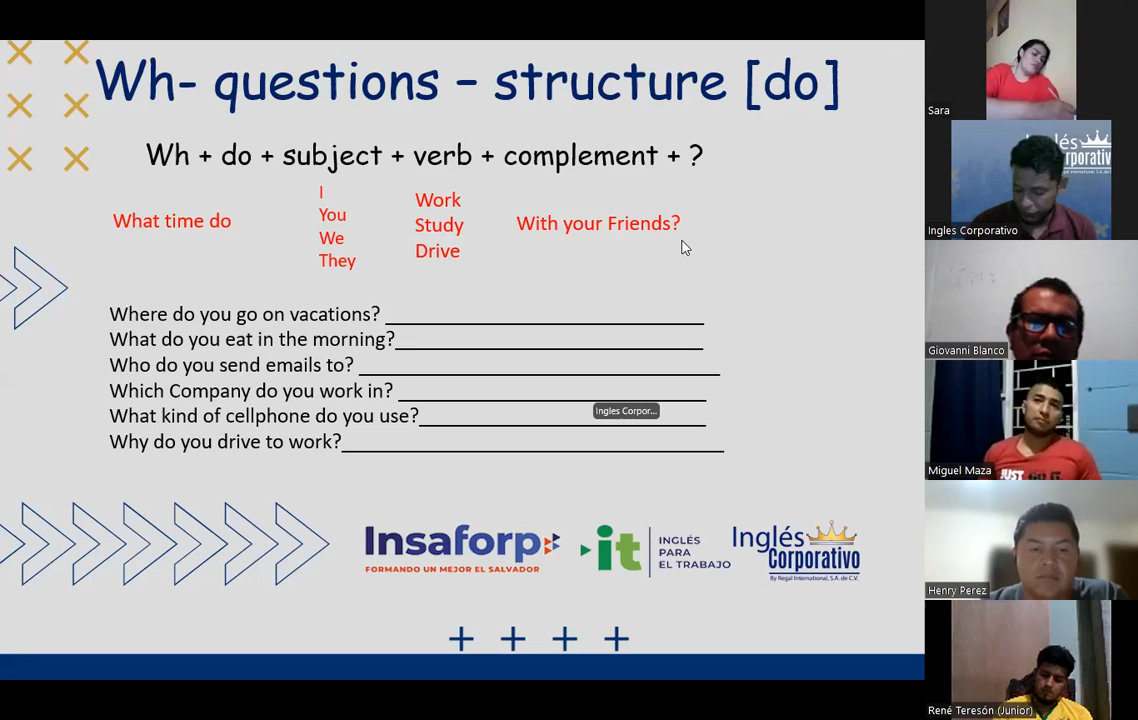 Wh- questions – structure [do]
Wh + do + subject + verb + complement + ?
What time do
I
You
We
They
Work
Study
Drive
With your Friends?
Where do you go on vacations?
What do you eat in the morning?
Who do you send emails to?
Which Company do you work in?
What kind of cellphone do you use?
Why do you drive to work?
Ingles Corpor...
Insaforp
FORMANDO UN MEJOR EL SALVADOR
it
INGLÉS
PARA
EL TRABAJO
Inglés
Corporativo
By Regal International, S.A. de C.V.
Sara
Ingles Corporativo
Giovanni Blanco
Miguel Maza
JUST
Henry Perez
René Teresón (Junior)